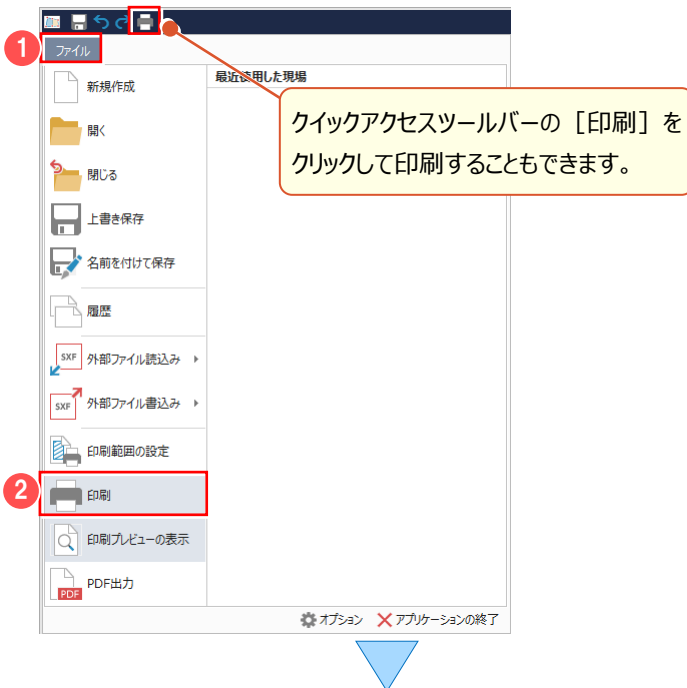 1
ファイル
新規作成
最近使用した現場
クイックアクセスツールバーの［印刷］を
クリックして印刷することもできます。
開く
閉じる
上書き保存
名前を付けて保存
履歴
SXF
外部ファイル読込み
SXF
外部ファイル書込み
印刷範囲の設定
2
印刷
印刷プレビューの表示
PDF
PDF出力
オプション
アプリケーションの終了